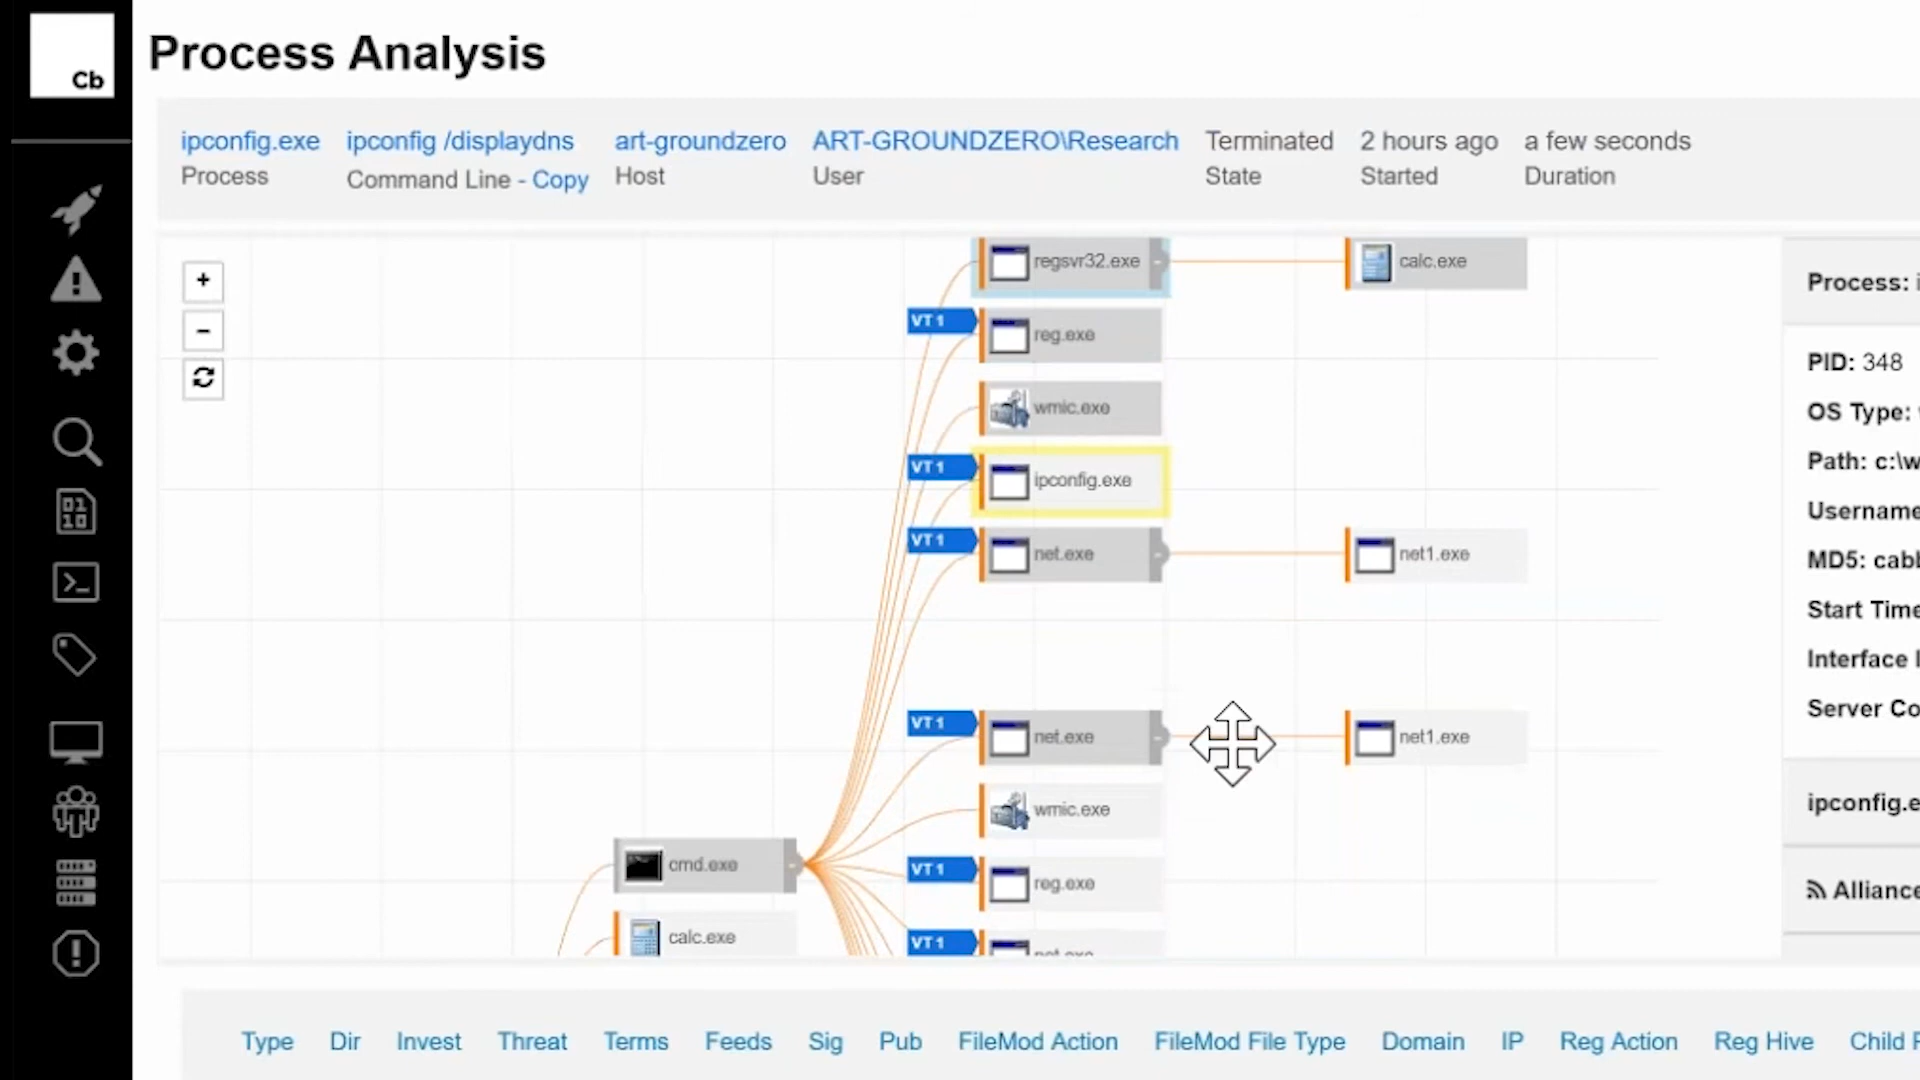 Cb
Process Analysis
ipconfig.exe ipconfig /displaydns art-groundzero ART-GROUNDZERO\Research Terminated 2 hours ago a few seconds
Process Command Line - Copy Host User State Started Duration
+
−
regsvr32.exe calc.exe
VT 1 reg.exe
wmic.exe
VT 1 ipconfig.exe
VT 1 net.exe net1.exe
VT 1 net.exe net1.exe
wmic.exe
cmd.exe
VT 1 reg.exe
calc.exe
VT 1 net.exe
Process: i
PID: 348
OS Type:
Path: c:\w
Username
MD5: cabb
Start Time
Interface I
Server Co
ipconfig.e
Alliance
Type Dir Invest Threat Terms Feeds Sig Pub FileMod Action FileMod File Type Domain IP Reg Action Reg Hive Child